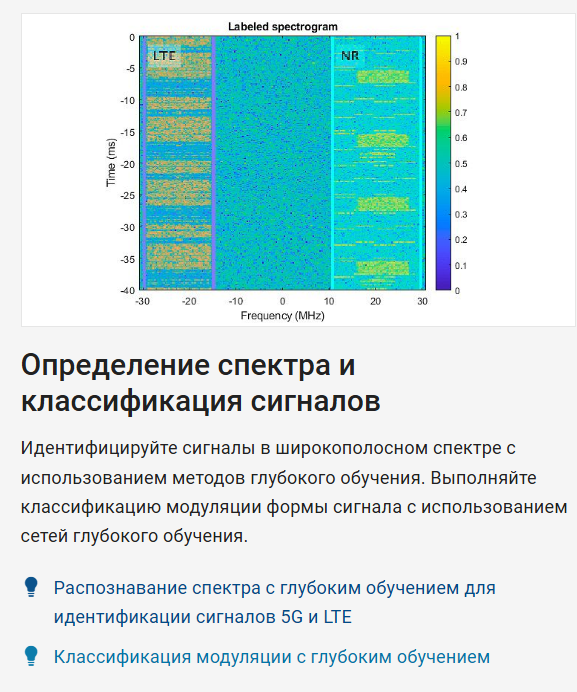 Labeled spectrogram
LTE
NR
0
-5
-10
-15
-20
-25
-30
-35
-40
Time (ms)
-30 -20 -10 0 10 20 30
Frequency (MHz)
1
0.9
0.8
0.7
0.6
0.5
0.4
0.3
0.2
0.1
0
Определение спектра и
классификация сигналов
Идентифицируйте сигналы в широкополосном спектре с
использованием методов глубокого обучения. Выполняйте
классификацию модуляции формы сигнала с использованием
сетей глубокого обучения.
Распознавание спектра с глубоким обучением для
идентификации сигналов 5G и LTE
Классификация модуляции с глубоким обучением